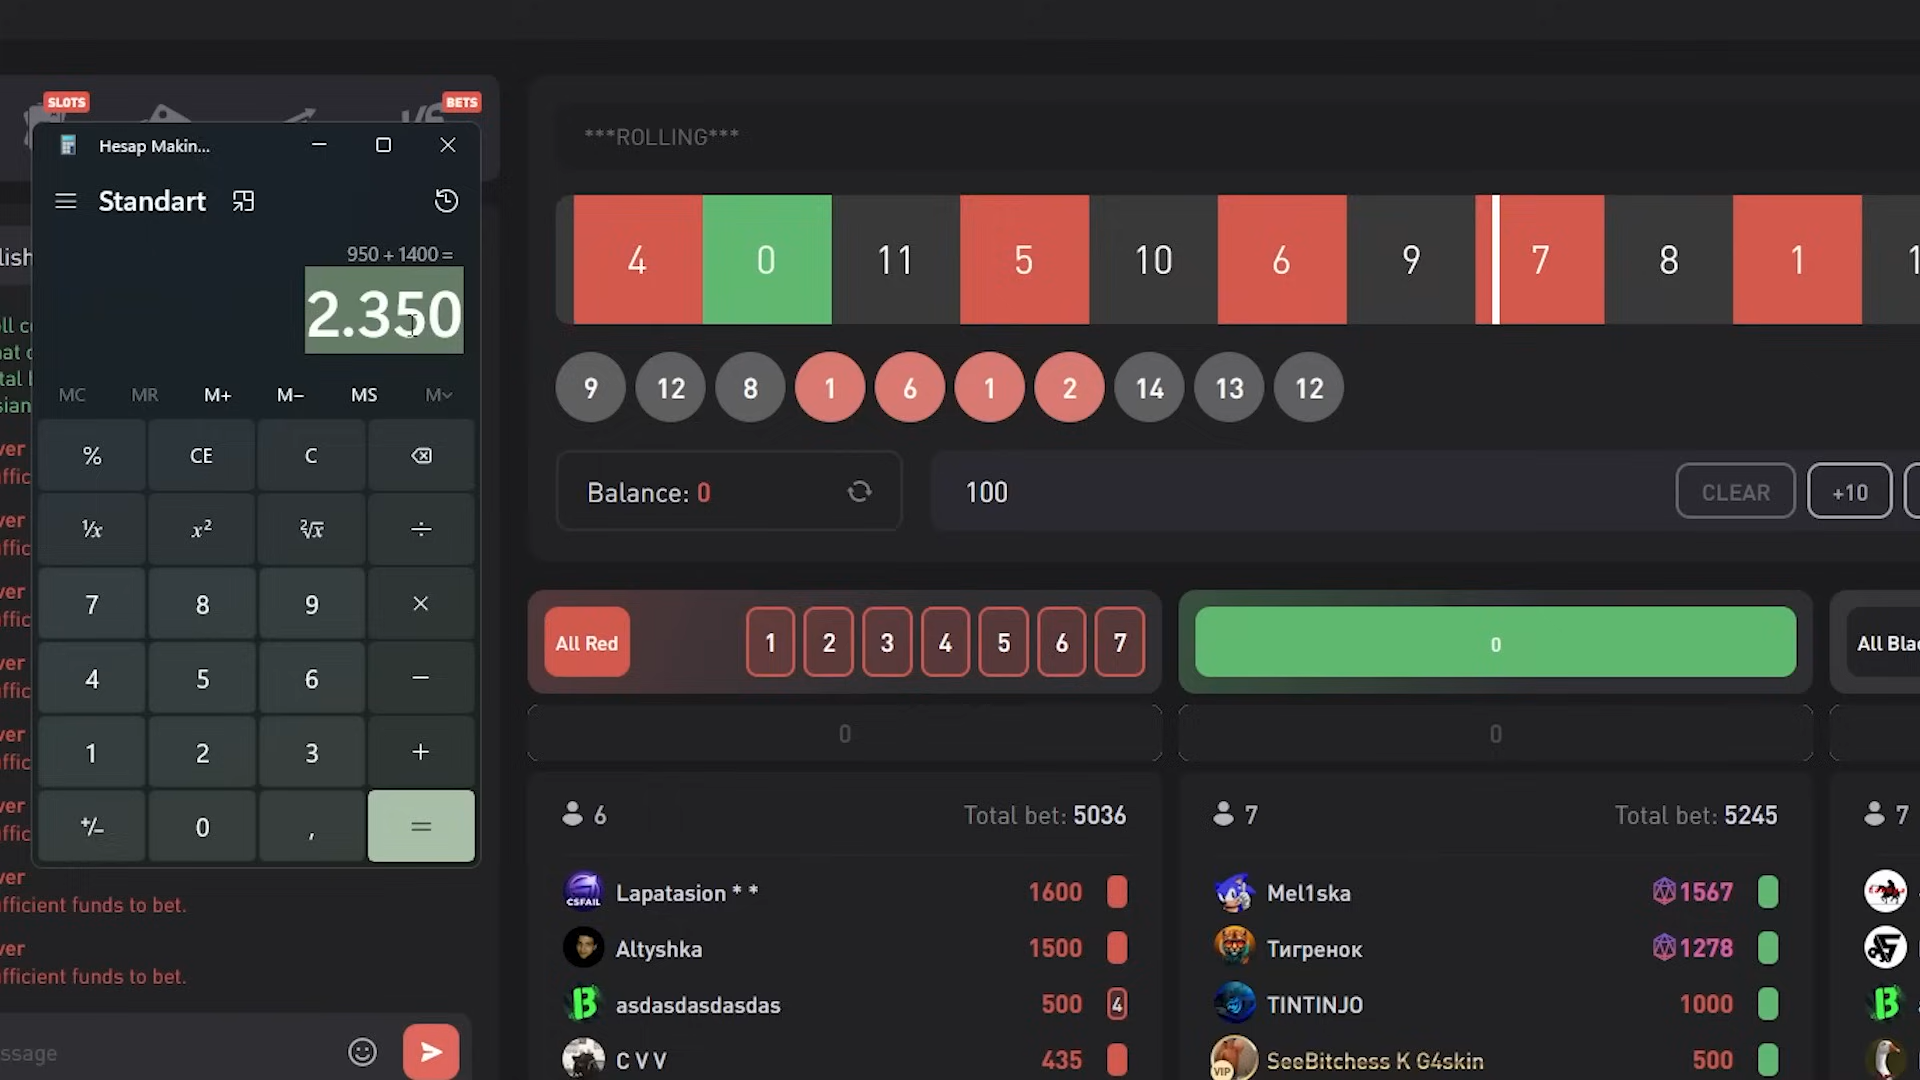 SLOTS
BETS
Hesap Makin...
Standart
950 + 1400 =
2.350
MC MR M+ M− MS M
% CE C
⅟x x² ²√x ÷
7 8 9 ×
4 5 6 −
1 2 3 +
+/− 0 , =
fficient funds to bet.
fficient funds to bet.
ssage
***ROLLING***
4 0 11 5 10 6 9 7 8 1
9 12 8 1 6 1 2 14 13 12
Balance: 0
100
CLEAR
+10
All Red 1 2 3 4 5 6 7
0
0
0
6 Total bet: 5036
Lapatasion * * 1600
Altyshka 1500
asdasdasdasdas 500 4
C V V 435
7 Total bet: 5245
Mel1ska 1567
Тигренок 1278
TINTINJO 1000
SeeBitchess K G4skin 500
CSFAIL
VIP
7